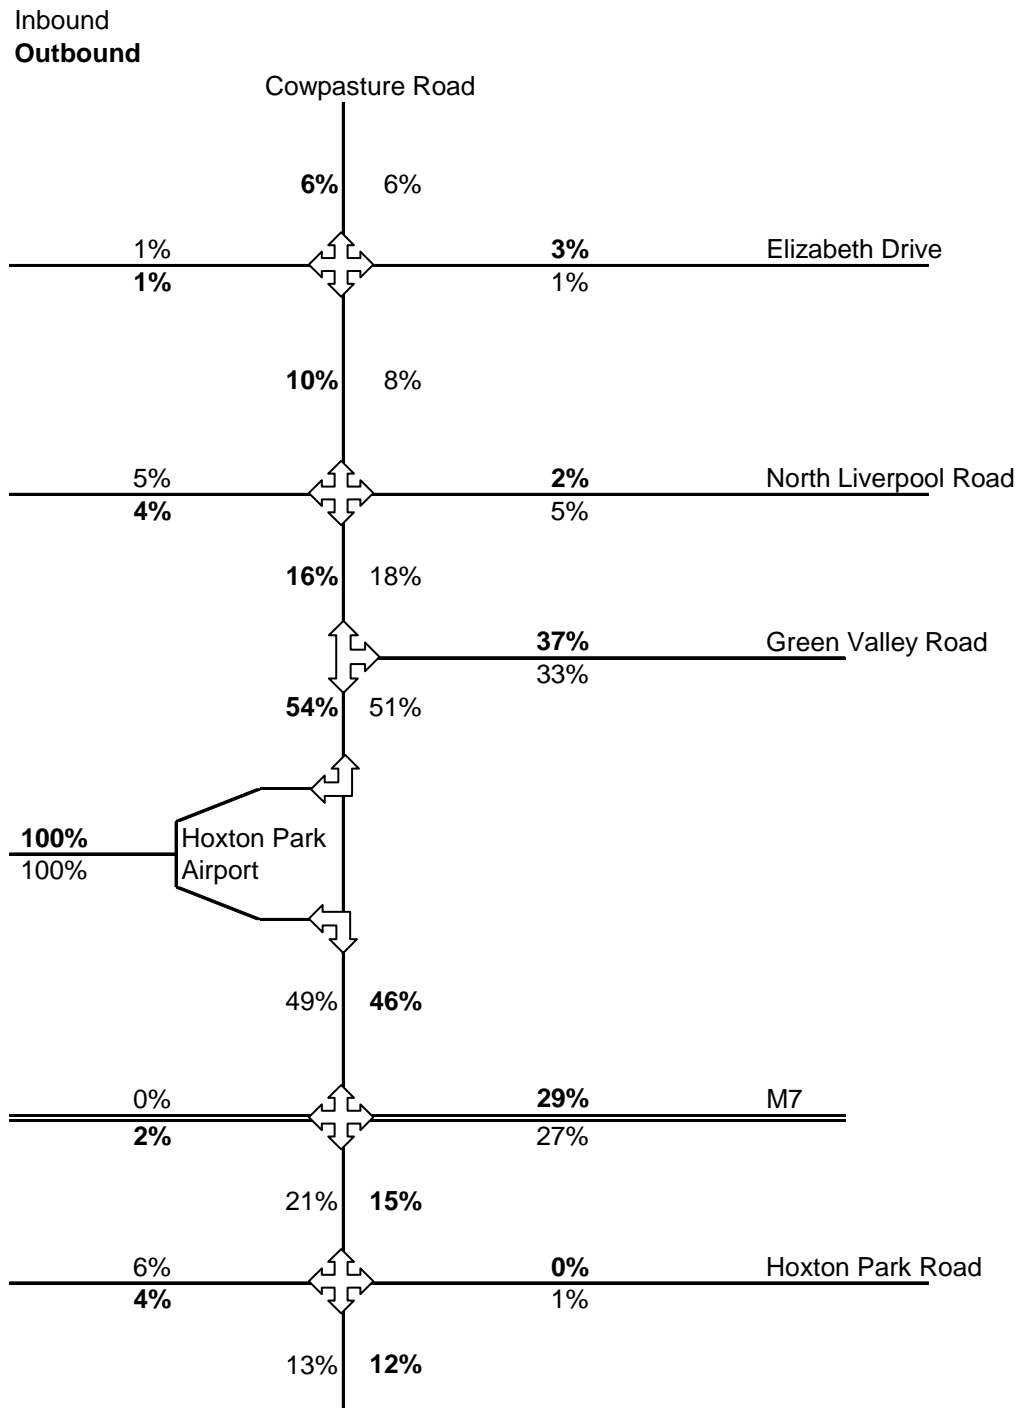 Inbound
Outbound
Cowpasture Road
6% 6%
1% 3% Elizabeth Drive
1% 1%
10% 8%
5% 2% North Liverpool Road
4% 5%
16% 18%
37% Green Valley Road
33%
54% 51%
100% Hoxton Park
100% Airport
49% 46%
0% 29% M7
2% 27%
21% 15%
6% 0% Hoxton Park Road
4% 1%
13% 12%